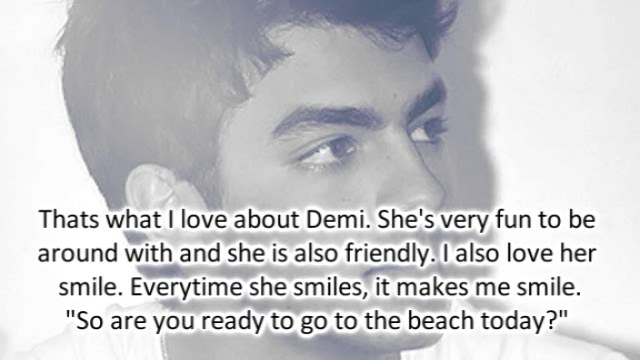 Thats what I love about Demi. She's very fun to be
around with and she is also friendly. I also love her
smile. Everytime she smiles, it makes me smile.
"So are you ready to go to the beach today?"